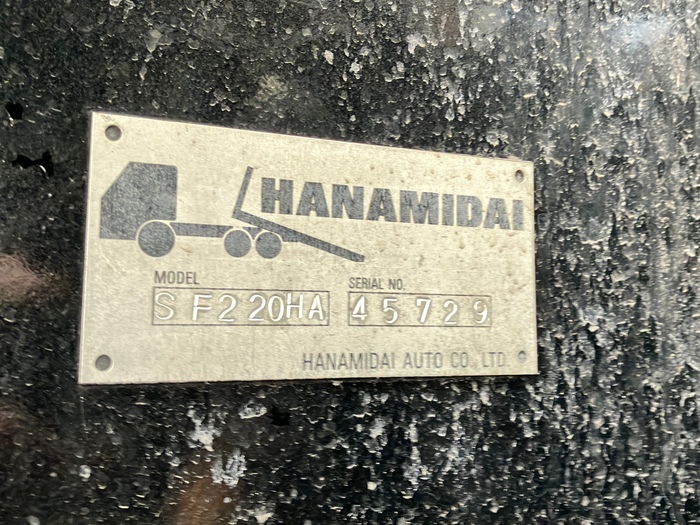 HANAMIDAI
MODEL SERIAL NO.
SF220HA 45729
HANAMIDAI AUTO CO., LTD.